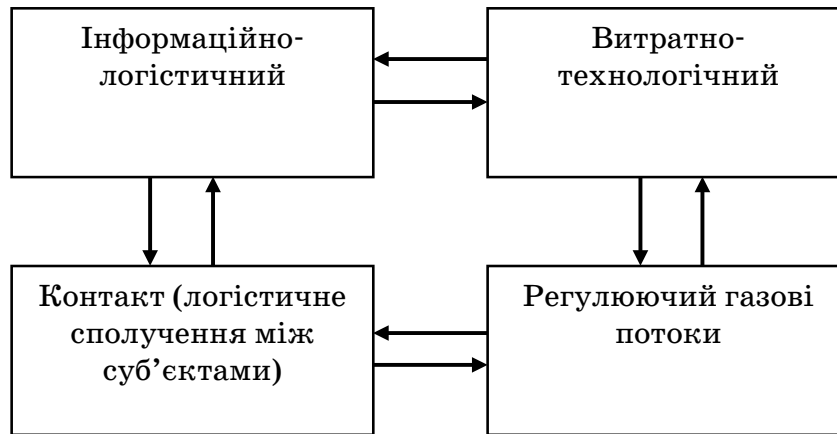 Інформаційно-
логістичний
Витратно-
технологічний
Контакт (логістичне
сполучення між
суб’єктами)
Регулюючий газові
потоки